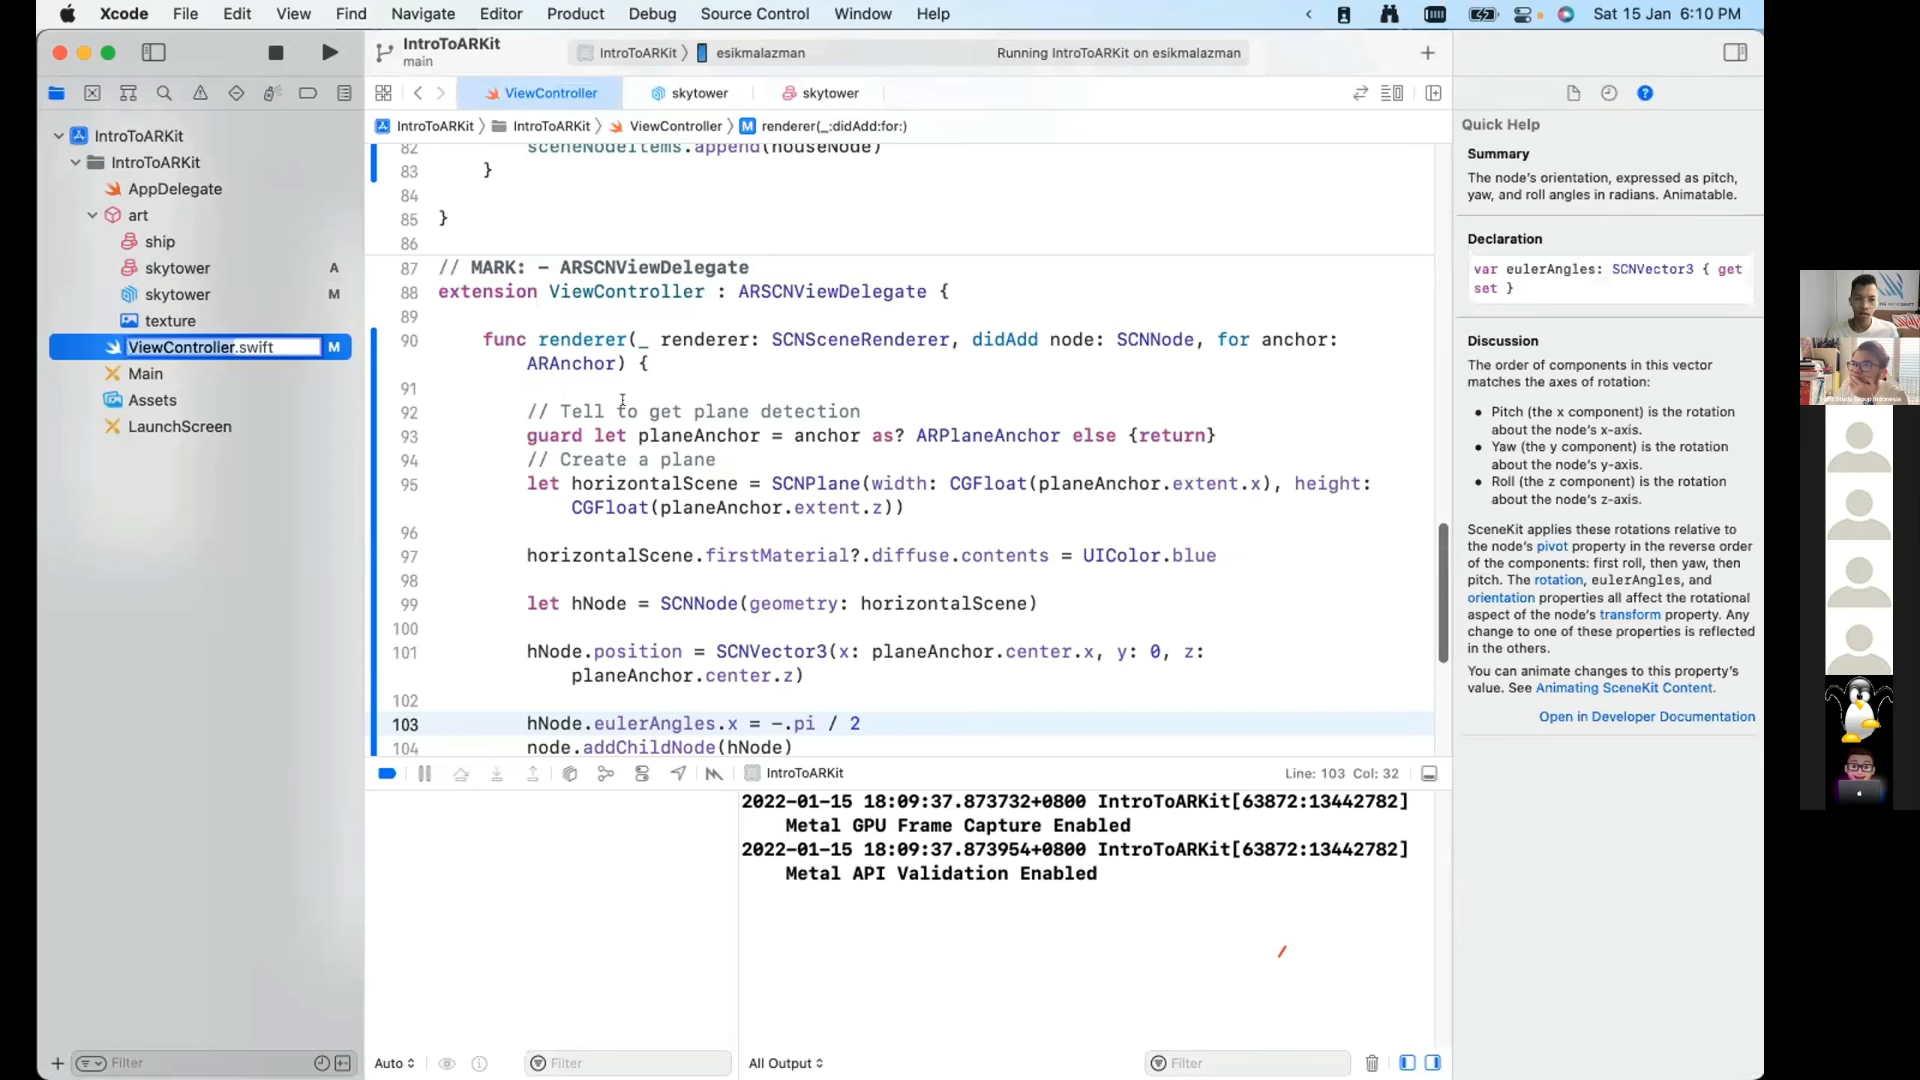 Xcode File Edit View Find Navigate Editor Product Debug Source Control Window Help Sat 15 Jan 6:10 PM
IntroToARKit
main
IntroToARKit esikmalazman Running IntroToARKit on esikmalazman
ViewController skytower skytower
IntroToARKit IntroToARKit ViewController M renderer(_:didAdd:for:)
IntroToARKit
IntroToARKit
AppDelegate
art
ship
skytower A
skytower M
texture
ViewController.swift M
Main
Assets
LaunchScreen
Filter
82 sceneNodeItems.append(houseNode)
83 }
84
85 }
86
87 // MARK: - ARSCNViewDelegate
88 extension ViewController : ARSCNViewDelegate {
89
90 func renderer(_ renderer: SCNSceneRenderer, didAdd node: SCNNode, for anchor:
ARAnchor) {
91
92 // Tell to get plane detection
93 guard let planeAnchor = anchor as? ARPlaneAnchor else {return}
94 // Create a plane
95 let horizontalScene = SCNPlane(width: CGFloat(planeAnchor.extent.x), height:
CGFloat(planeAnchor.extent.z))
96
97 horizontalScene.firstMaterial?.diffuse.contents = UIColor.blue
98
99 let hNode = SCNNode(geometry: horizontalScene)
100
101 hNode.position = SCNVector3(x: planeAnchor.center.x, y: 0, z:
planeAnchor.center.z)
102
103 hNode.eulerAngles.x = -.pi / 2
104 node.addChildNode(hNode)
IntroToARKit Line: 103 Col: 32
2022-01-15 18:09:37.873732+0800 IntroToARKit[63872:13442782]
Metal GPU Frame Capture Enabled
2022-01-15 18:09:37.873954+0800 IntroToARKit[63872:13442782]
Metal API Validation Enabled
Auto Filter All Output Filter
Quick Help
Summary
The node's orientation, expressed as pitch,
yaw, and roll angles in radians. Animatable.
Declaration
var eulerAngles: SCNVector3 { get
set }
Discussion
The order of components in this vector
matches the axes of rotation:
• Pitch (the x component) is the rotation
about the node's x-axis.
• Yaw (the y component) is the rotation
about the node's y-axis.
• Roll (the z component) is the rotation
about the node's z-axis.
SceneKit applies these rotations relative to
the node's pivot property in the reverse order
of the components: first roll, then yaw, then
pitch. The rotation, eulerAngles, and
orientation properties all affect the rotational
aspect of the node's transform property. Any
change to one of these properties is reflected
in the others.
You can animate changes to this property's
value. See Animating SceneKit Content.
Open in Developer Documentation